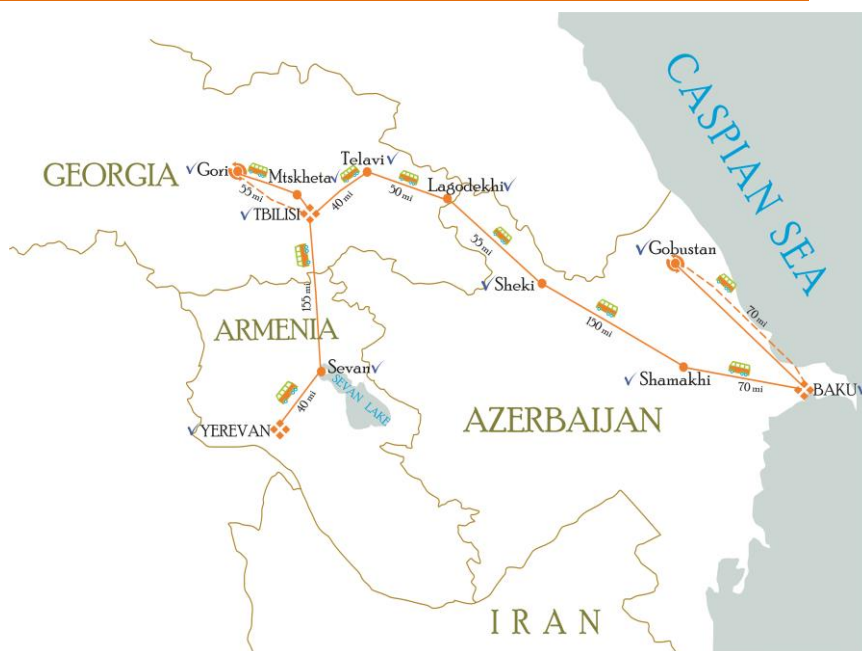 CASPIAN SEA
GEORGIA
Gori
Mtskheta
Telavi
Lagodekhi
55 mi
TBILISI
40 mi
50 mi
55 mi
Sheki
Gobustan
70 mi
155 mi
ARMENIA
150 mi
Sevan
SEVAN LAKE
40 mi
YEREVAN
Shamakhi
70 mi
BAKU
AZERBAIJAN
IRAN